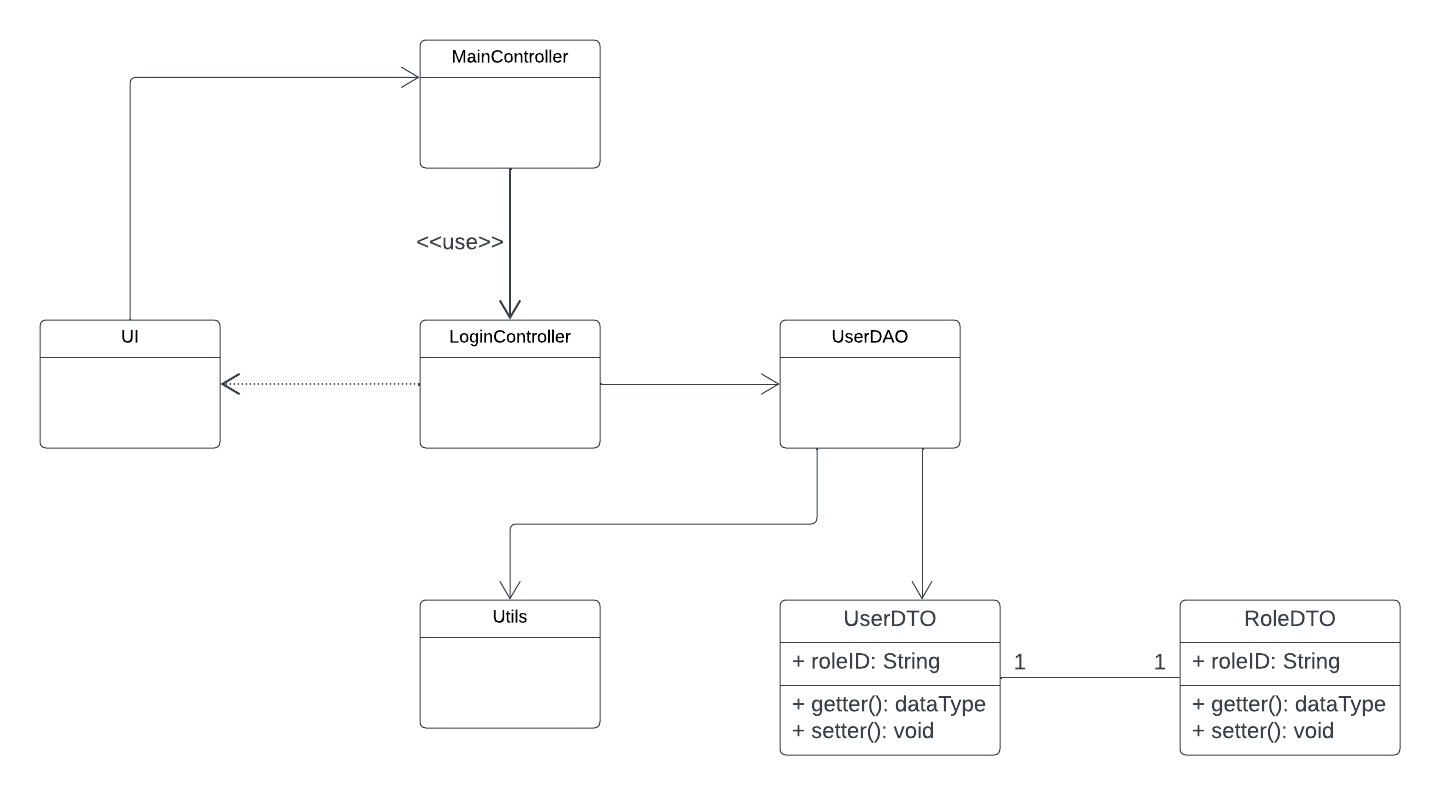 MainController
<<use>>
UI
LoginController
UserDAO
Utils
UserDTO
+ roleID: String
+ getter(): dataType
+ setter(): void
1
1
RoleDTO
+ roleID: String
+ getter(): dataType
+ setter(): void